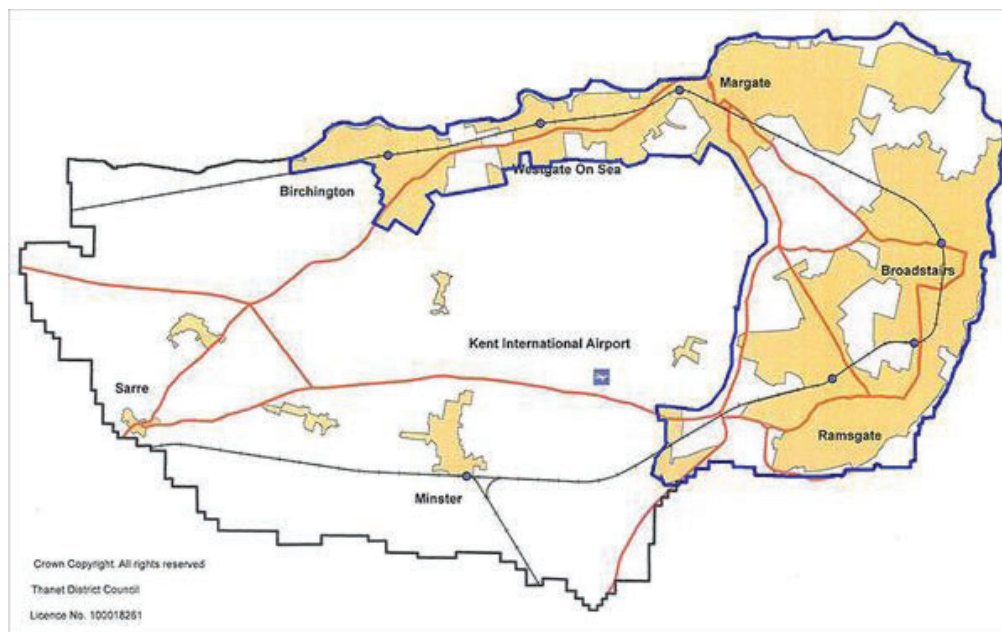 Margate
Westgate On Sea
Birchington
Broadstairs
Kent International Airport
Sarre
Ramsgate
Minster
Crown Copyright. All rights reserved
Thanet District Council
Licence No. 100018261